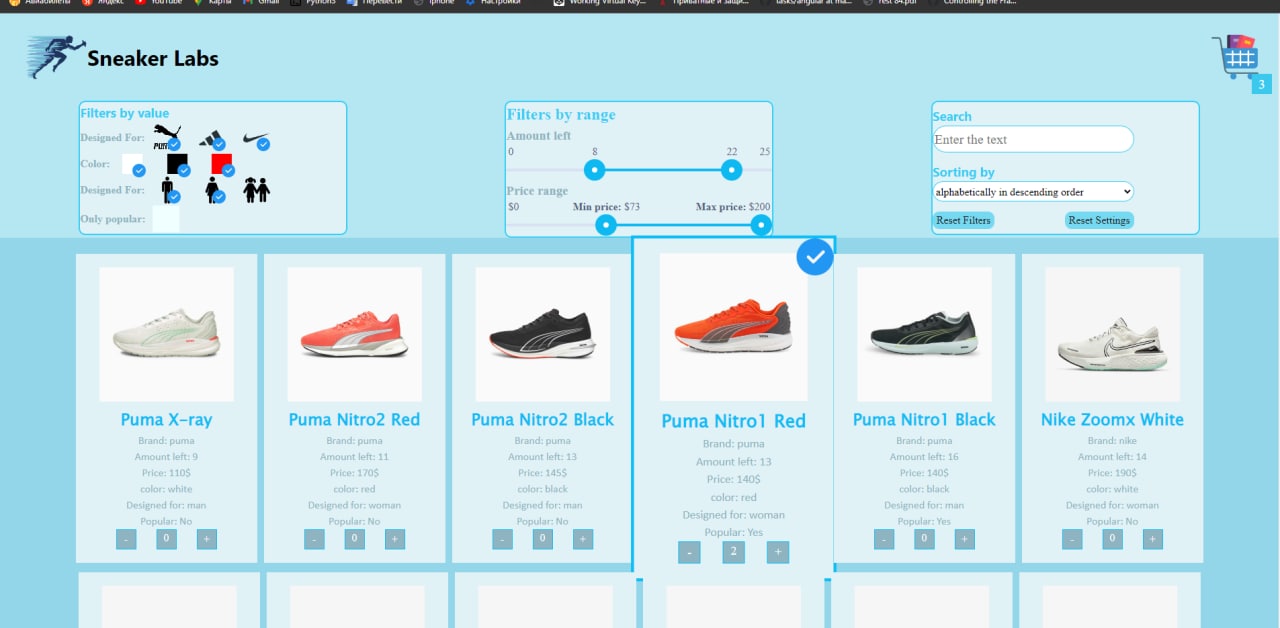 Авиабилеты Яндекс YouTube Карты Gmail Python3 Перевести Iphone Настройки Working Virtual Key... Приватные и защи... tasks/angular at ma... rest 84.pdf Controlling the Fra...
Sneaker Labs
3
Filters by value
Designed For:
Color:
Designed For:
Only popular:
Filters by range
Amount left
0 8 22 25
Price range
$0 Min price: $73 Max price: $200
Search
Enter the text
Sorting by
alphabetically in descending order
Reset Filters Reset Settings
Puma X-ray
Brand: puma
Amount left: 9
Price: 110$
color: white
Designed for: man
Popular: No
- 0 +
Puma Nitro2 Red
Brand: puma
Amount left: 11
Price: 170$
color: red
Designed for: woman
Popular: No
- 0 +
Puma Nitro2 Black
Brand: puma
Amount left: 13
Price: 145$
color: black
Designed for: man
Popular: No
- 0 +
Puma Nitro1 Red
Brand: puma
Amount left: 13
Price: 140$
color: red
Designed for: woman
Popular: Yes
- 2 +
Puma Nitro1 Black
Brand: puma
Amount left: 16
Price: 140$
color: black
Designed for: man
Popular: Yes
- 0 +
Nike Zoomx White
Brand: nike
Amount left: 14
Price: 190$
color: white
Designed for: woman
Popular: No
- 0 +